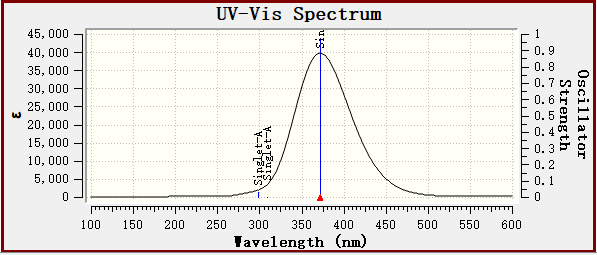 UV-Vis Spectrum
45,000
40,000
35,000
30,000
25,000
20,000
15,000
10,000
5,000
0
ε
Singlet-A
Singlet-A
Sin
1
0.9
0.8
0.7
0.6
0.5
0.4
0.3
0.2
0.1
0
Oscillator
Strength
100 150 200 250 300 350 400 450 500 550 600
Wavelength (nm)